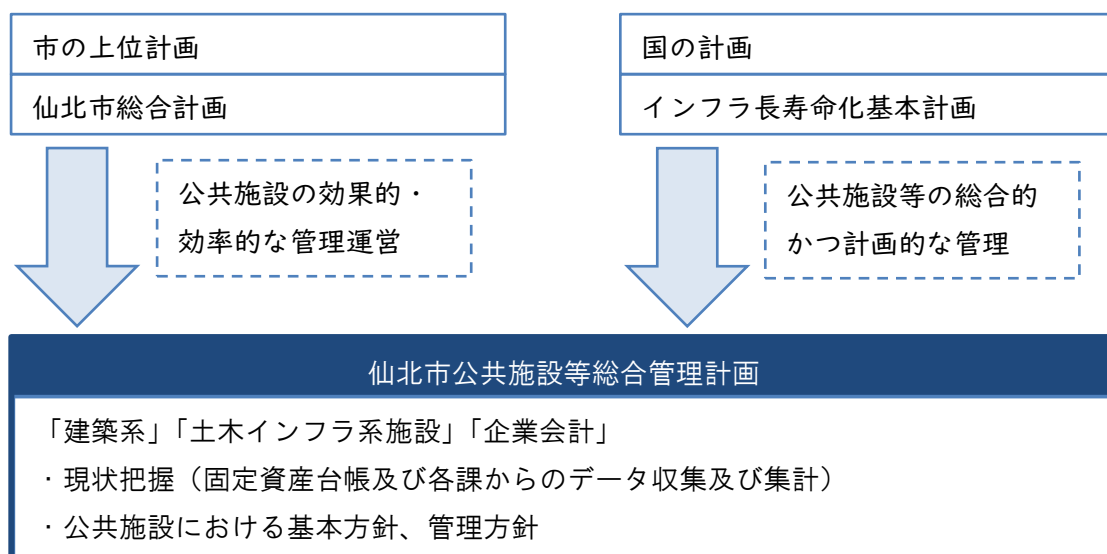 市の上位計画
仙北市総合計画
国の計画
インフラ長寿命化基本計画
公共施設の効果的・
効率的な管理運営
公共施設等の総合的
かつ計画的な管理
仙北市公共施設等総合管理計画
「建築系」「土木インフラ系施設」「企業会計」
・現状把握（固定資産台帳及び各課からのデータ収集及び集計）
・公共施設における基本方針、管理方針